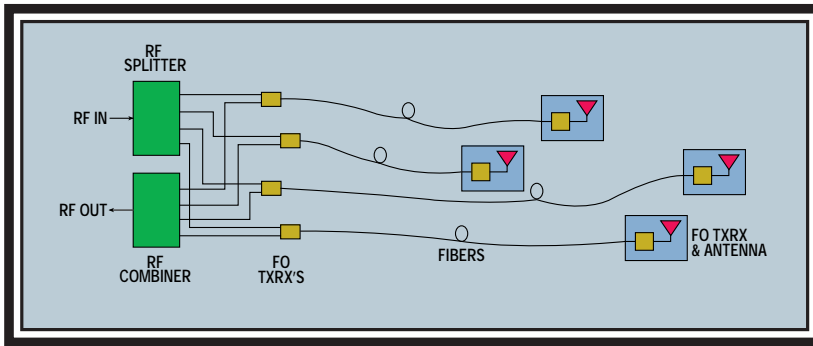 RF
SPLITTER
RF IN
RF OUT
RF
COMBINER
FO
TXRX'S
FIBERS
FO TXRX
& ANTENNA